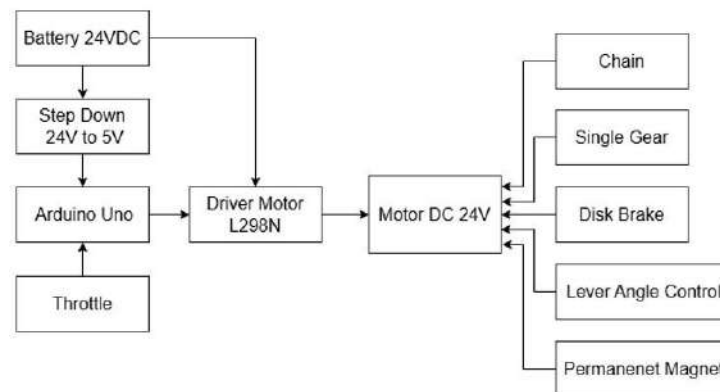 Battery 24VDC
Step Down
24V to 5V
Arduino Uno
Throttle
Driver Motor
L298N
Motor DC 24V
Chain
Single Gear
Disk Brake
Lever Angle Control
Permanenet Magnet